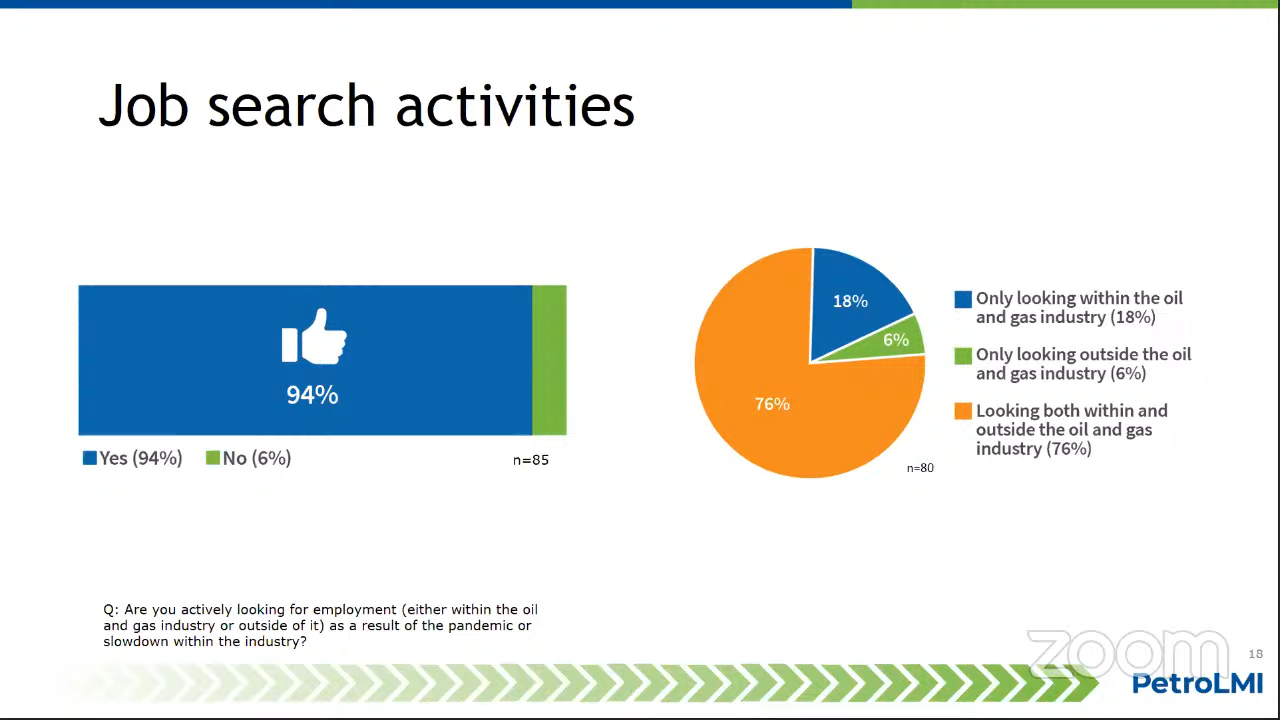 Job search activities
94%
Yes (94%) No (6%)
n=85
18%
6%
76%
n=80
Only looking within the oil
and gas industry (18%)
Only looking outside the oil
and gas industry (6%)
Looking both within and
outside the oil and gas
industry (76%)
Q: Are you actively looking for employment (either within the oil
and gas industry or outside of it) as a result of the pandemic or
slowdown within the industry?
zoom
18
PetroLMI